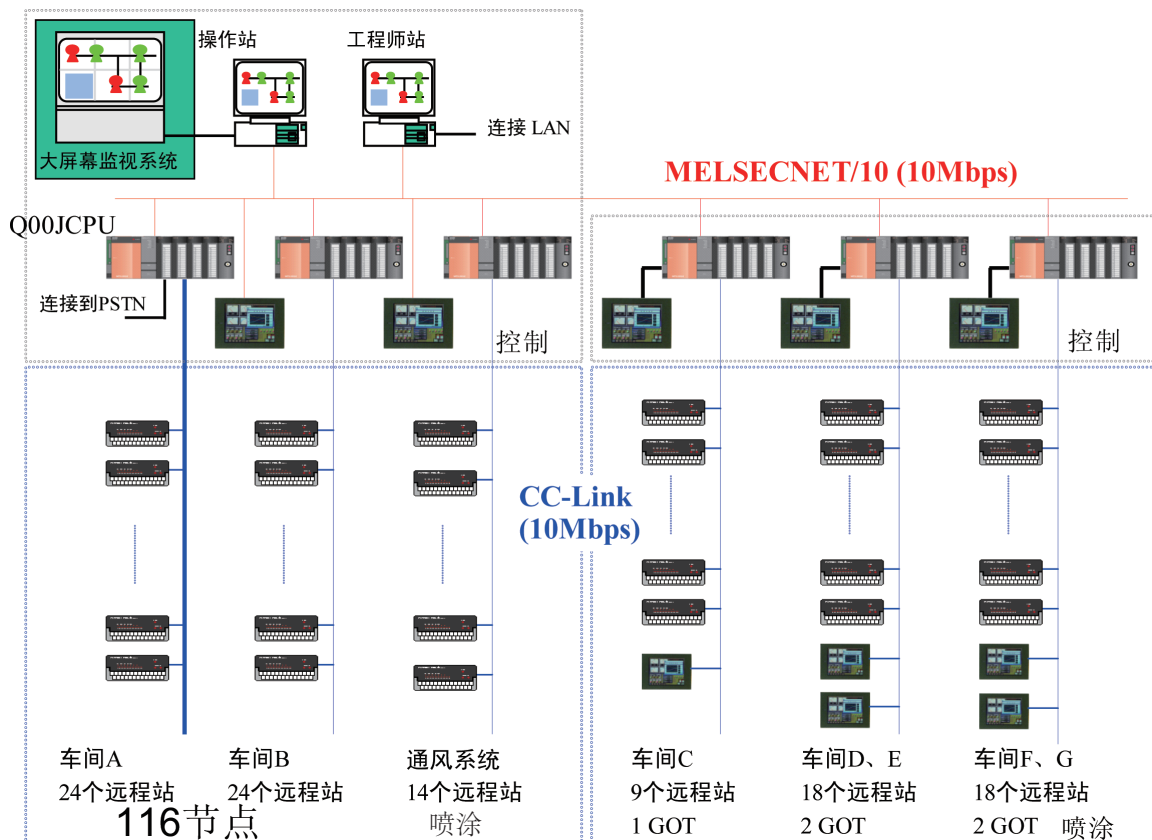 操作站
工程师站
连接 LAN
大屏幕监视系统
MELSECNET/10 (10Mbps)
Q00JCPU
连接到PSTN
控制
控制
CC-Link
(10Mbps)
车间A
24个远程站
车间B
24个远程站
通风系统
14个远程站
车间C
9个远程站
1 GOT
车间D、E
18个远程站
2 GOT
车间F、G
18个远程站
2 GOT
116节点
喷涂
喷涂